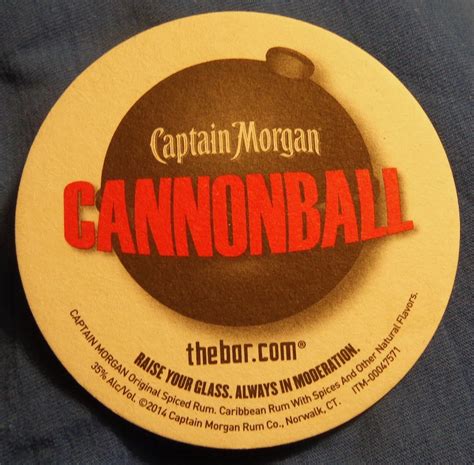 Captain Morgan
CANNONBALL
thebar.com®
RAISE YOUR GLASS. ALWAYS IN MODERATION.
CAPTAIN MORGAN Original Spiced Rum. Caribbean Rum With Spices And Other Natural Flavors.
35% Alc/Vol. ©2014 Captain Morgan Rum Co., Norwalk, CT. ITM-00047571